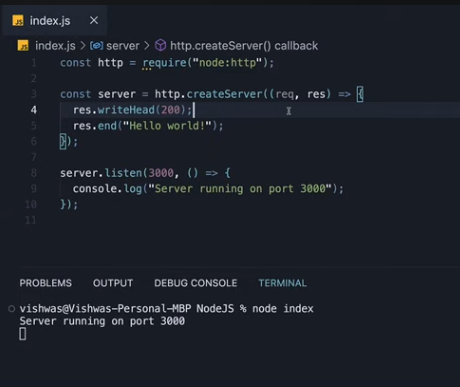 JS index.js
JS index.js > server > http.createServer() callback
1 const http = require("node:http");
2
3 const server = http.createServer((req, res) => {
4 res.writeHead(200);
5 res.end("Hello world!");
6 });
7
8 server.listen(3000, () => {
9 console.log("Server running on port 3000");
10 });
11
PROBLEMS OUTPUT DEBUG CONSOLE TERMINAL
vishwas@Vishwas-Personal-MBP NodeJS % node index
Server running on port 3000